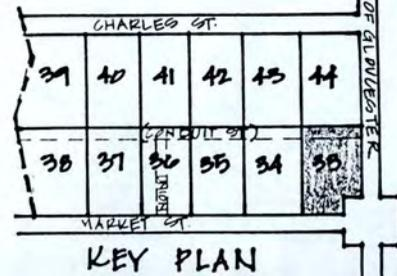 CHARLES ST.
39 40 41 42 43 44
OF GLOUCESTER
(CONDUIT ST.)
38 37 36 35 34 33
MARKET ST.
KEY PLAN